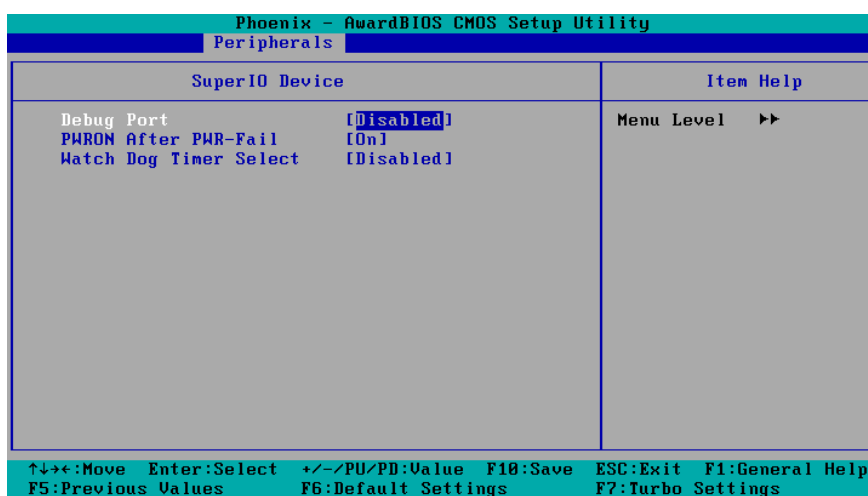 Phoenix - AwardBIOS CMOS Setup Utility
Peripherals
SuperIO Device
Item Help
Debug Port [Disabled]
PWRON After PWR-Fail [On]
Watch Dog Timer Select [Disabled]
Menu Level ▶▶
↑↓→←:Move Enter:Select +/-/PU/PD:Value F10:Save ESC:Exit F1:General Help
F5:Previous Values F6:Default Settings F7:Turbo Settings